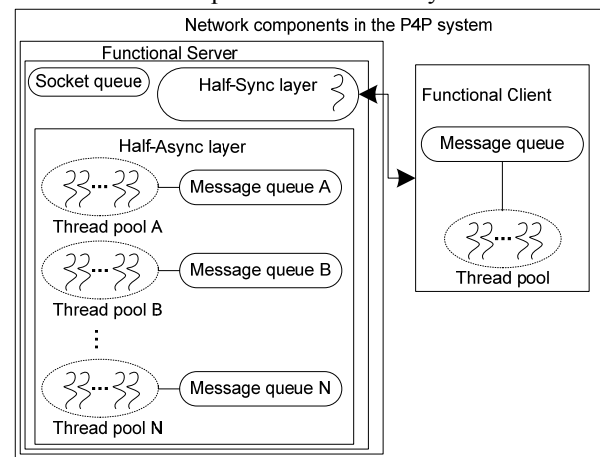 Network components in the P4P system
Functional Server
Socket queue
Half-Sync layer
Functional Client
Message queue
Thread pool
Half-Async layer
Message queue A
Thread pool A
Message queue B
Thread pool B
Message queue N
Thread pool N